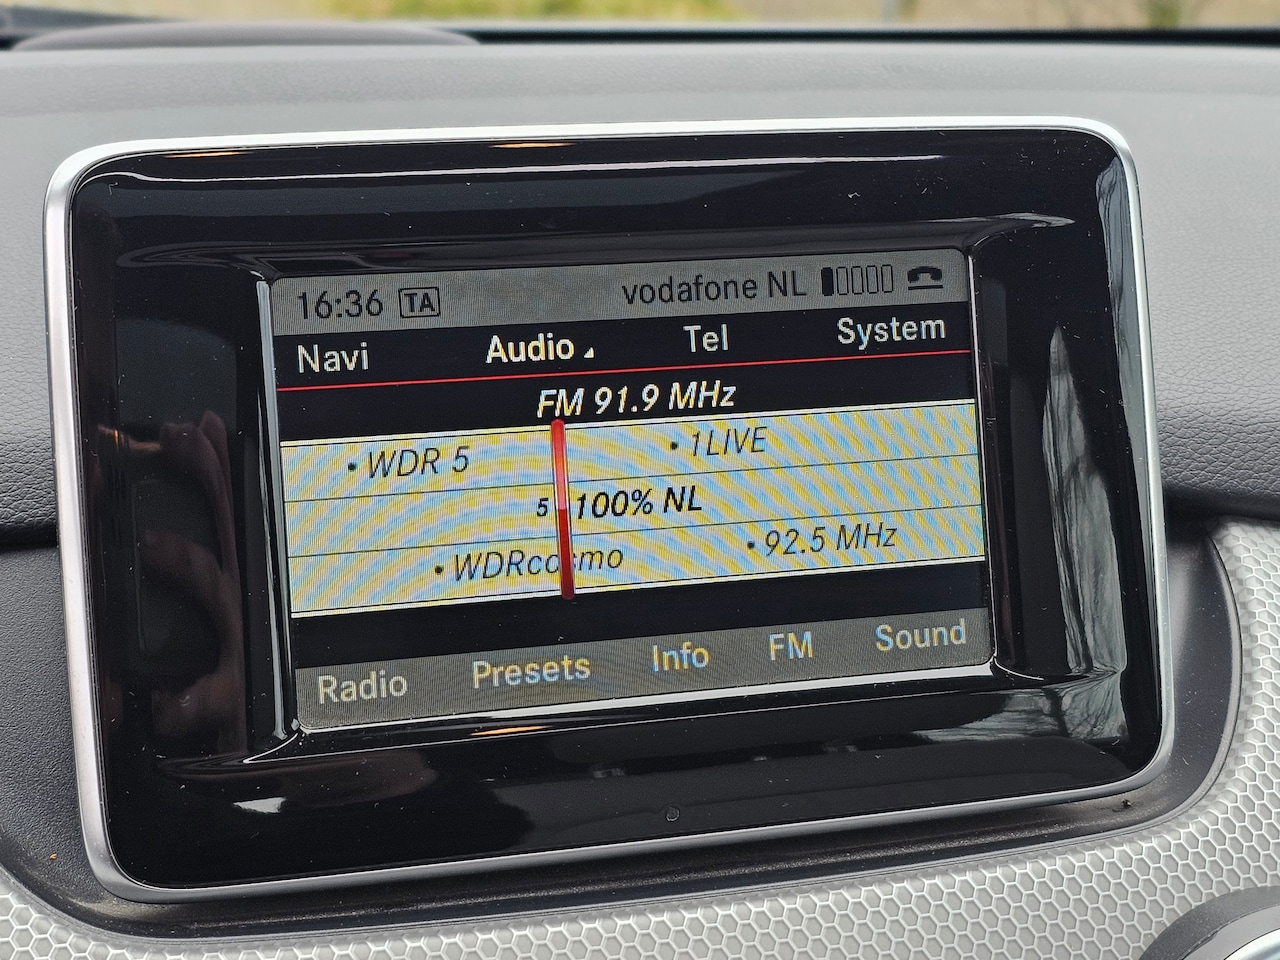 16:36 TA vodafone NL
Navi Audio Tel System
FM 91.9 MHz
• WDR 5 • 1LIVE
5 100% NL
• WDRcosmo • 92.5 MHz
Radio Presets Info FM Sound